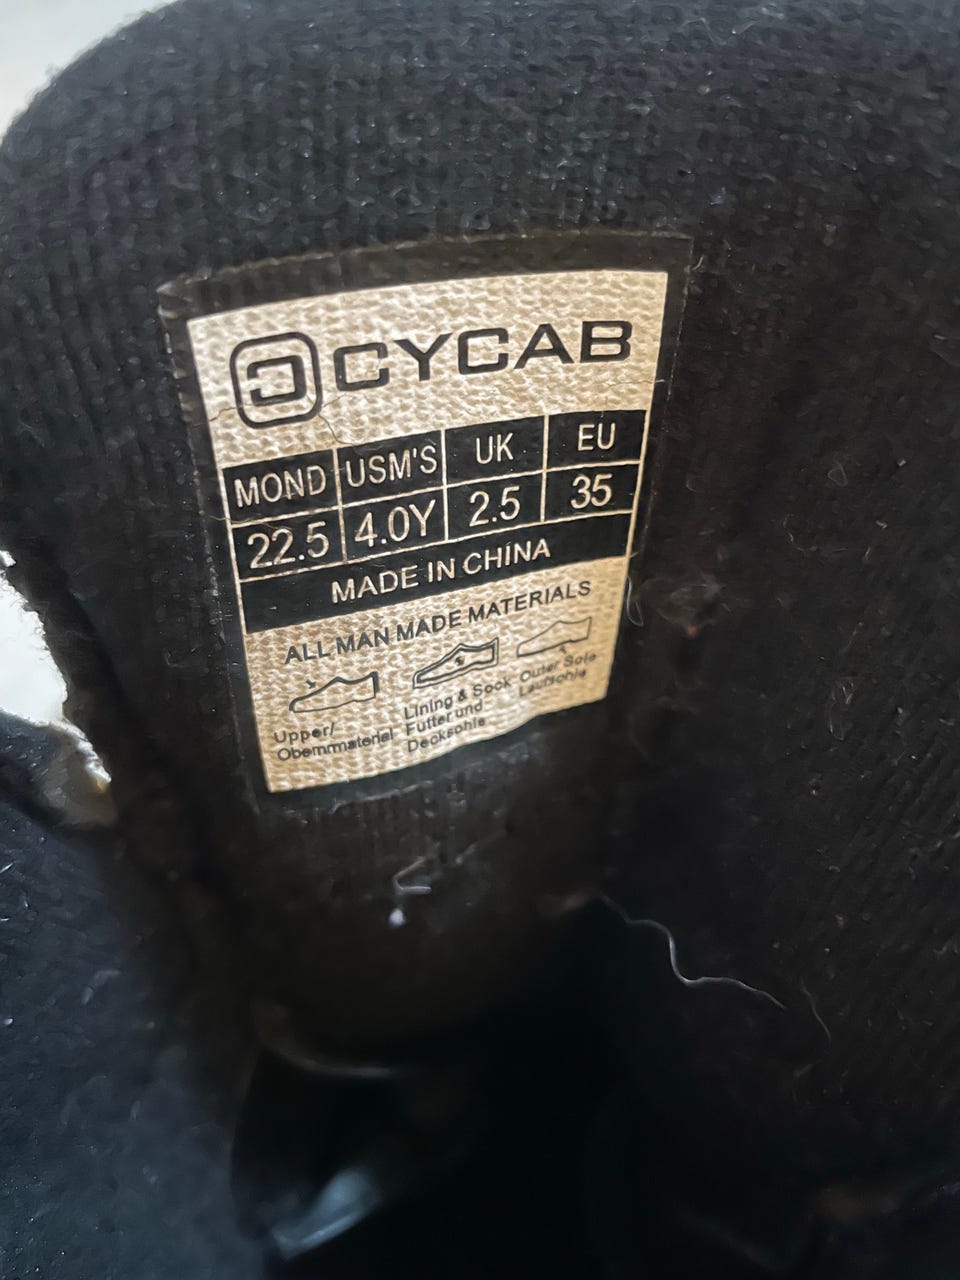 CYCAB
MOND USM'S UK EU
22.5 4.0Y 2.5 35
MADE IN CHINA
ALL MAN MADE MATERIALS
Upper/
Obernmaterial
Lining & Sock
Futter und
Decksohle
Outer Sole
Laufsohle